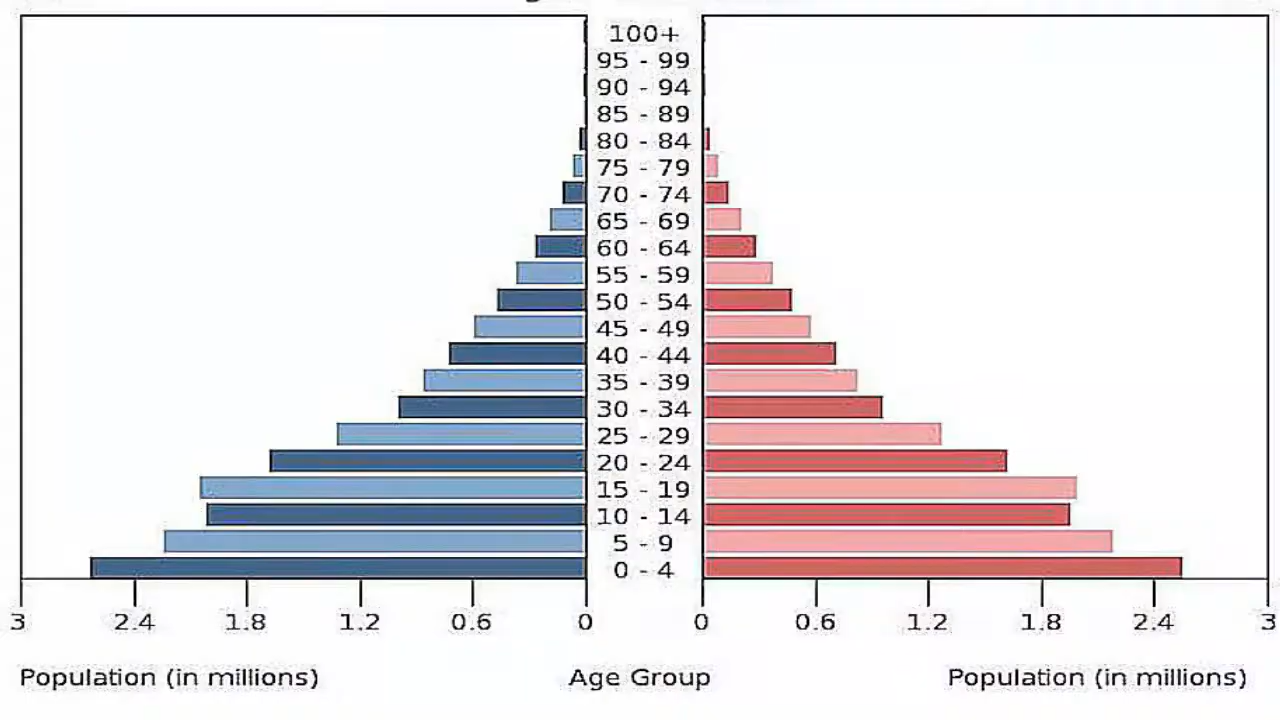 100+
95 - 99
90 - 94
85 - 89
80 - 84
75 - 79
70 - 74
65 - 69
60 - 64
55 - 59
50 - 54
45 - 49
40 - 44
35 - 39
30 - 34
25 - 29
20 - 24
15 - 19
10 - 14
5 - 9
0 - 4
3 2.4 1.8 1.2 0.6 0 0 0.6 1.2 1.8 2.4 3
Population (in millions) Age Group Population (in millions)